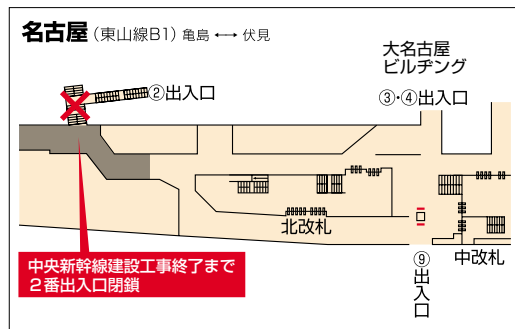 名古屋 (東山線B1) 亀島 ⟷ 伏見
②出入口
大名古屋
ビルヂング
③・④出入口
北改札
⑨出入口
中改札
中央新幹線建設工事終了まで
２番出入口閉鎖